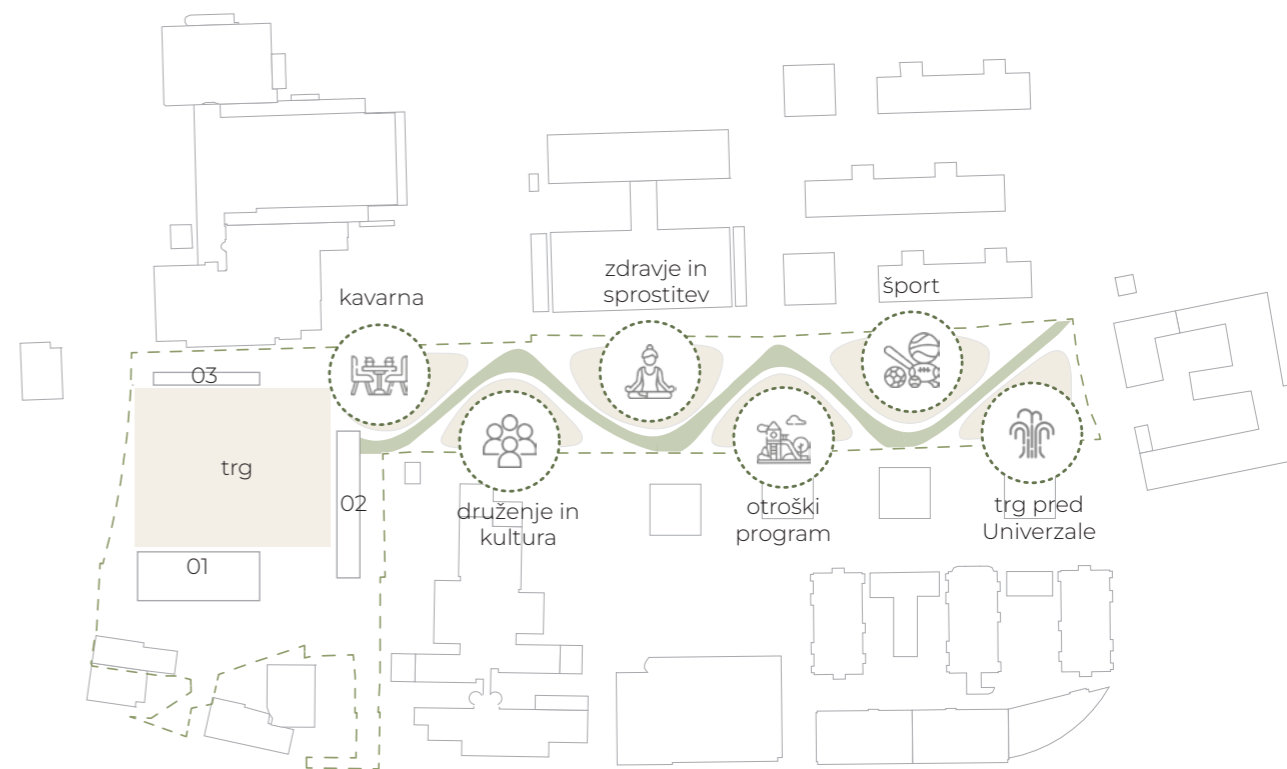 kavarna
zdravje in
sprostitev
šport
03
trg
02
01
druženje in
kultura
otroški
program
trg pred
Univerzale